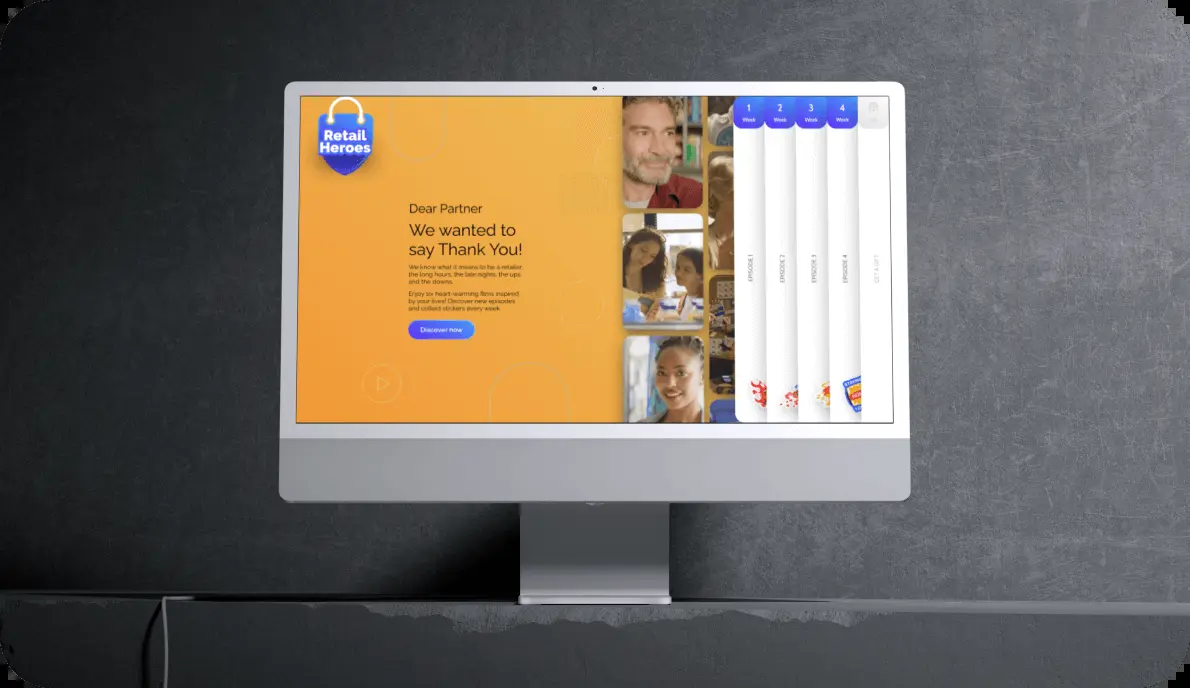 Retail
Heroes
Dear Partner
We wanted to
say Thank You!
We know what it means to be a retailer,
the long hours, the late nights, the ups
and the downs.
Enjoy six heart-warming films inspired
by your lives! Discover new episodes
and collect stickers every week.
Discover now
1
Week
2
Week
3
Week
4
Week
EPISODE 1
EPISODE 2
EPISODE 3
EPISODE 4
GET A GIFT